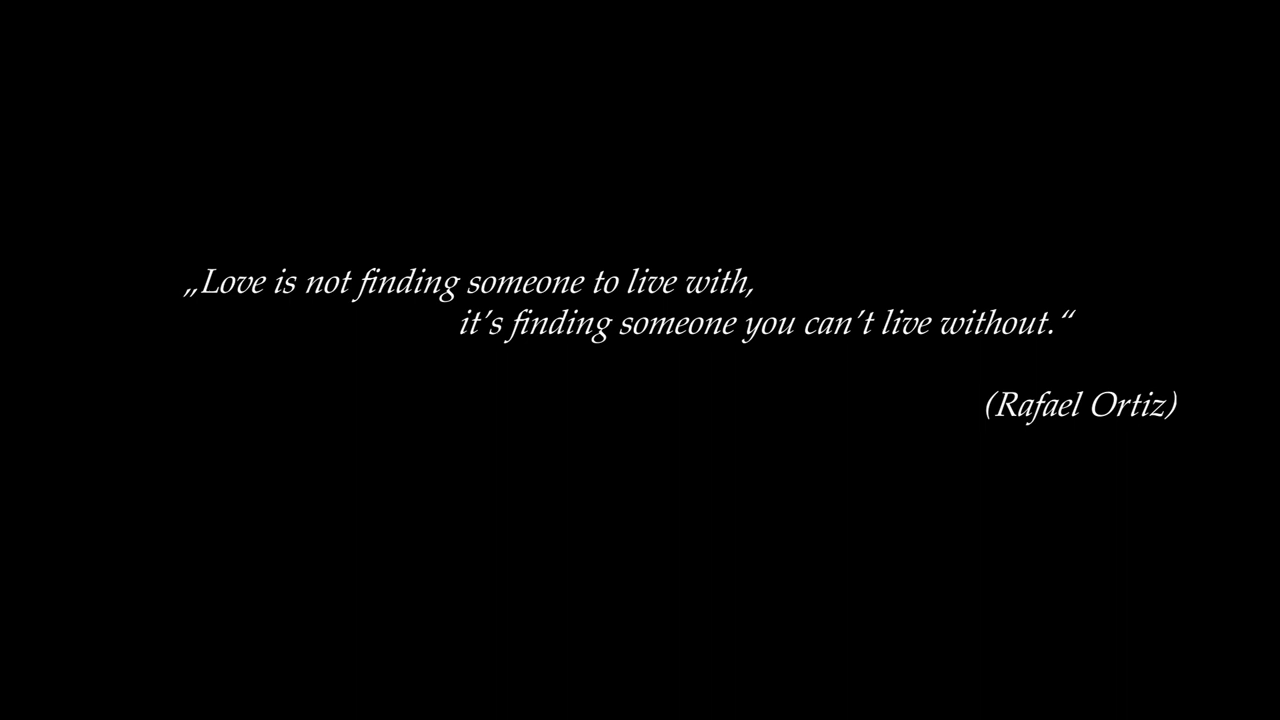 „Love is not finding someone to live with,
it’s finding someone you can’t live without.“
(Rafael Ortiz)